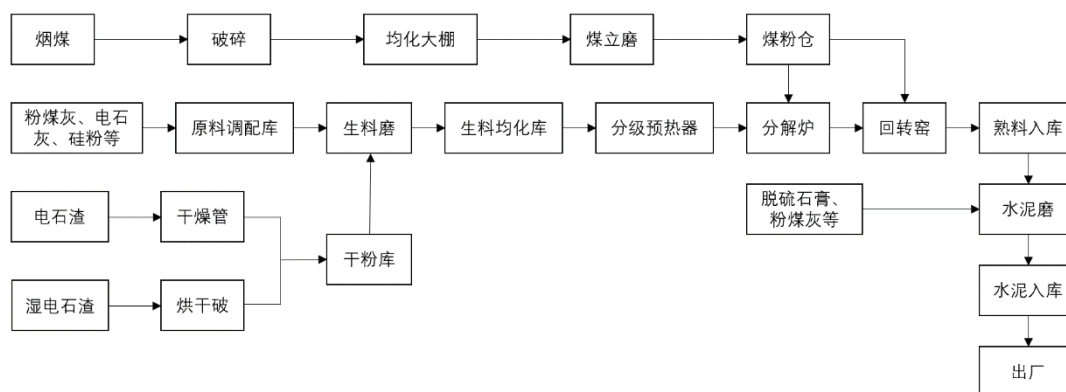 烟煤
破碎
均化大棚
煤立磨
煤粉仓
粉煤灰、电石
灰、硅粉等
原料调配库
生料磨
生料均化库
分级预热器
分解炉
回转窑
熟料入库
电石渣
干燥管
脱硫石膏、
粉煤灰等
水泥磨
干粉库
湿电石渣
烘干破
水泥入库
出厂